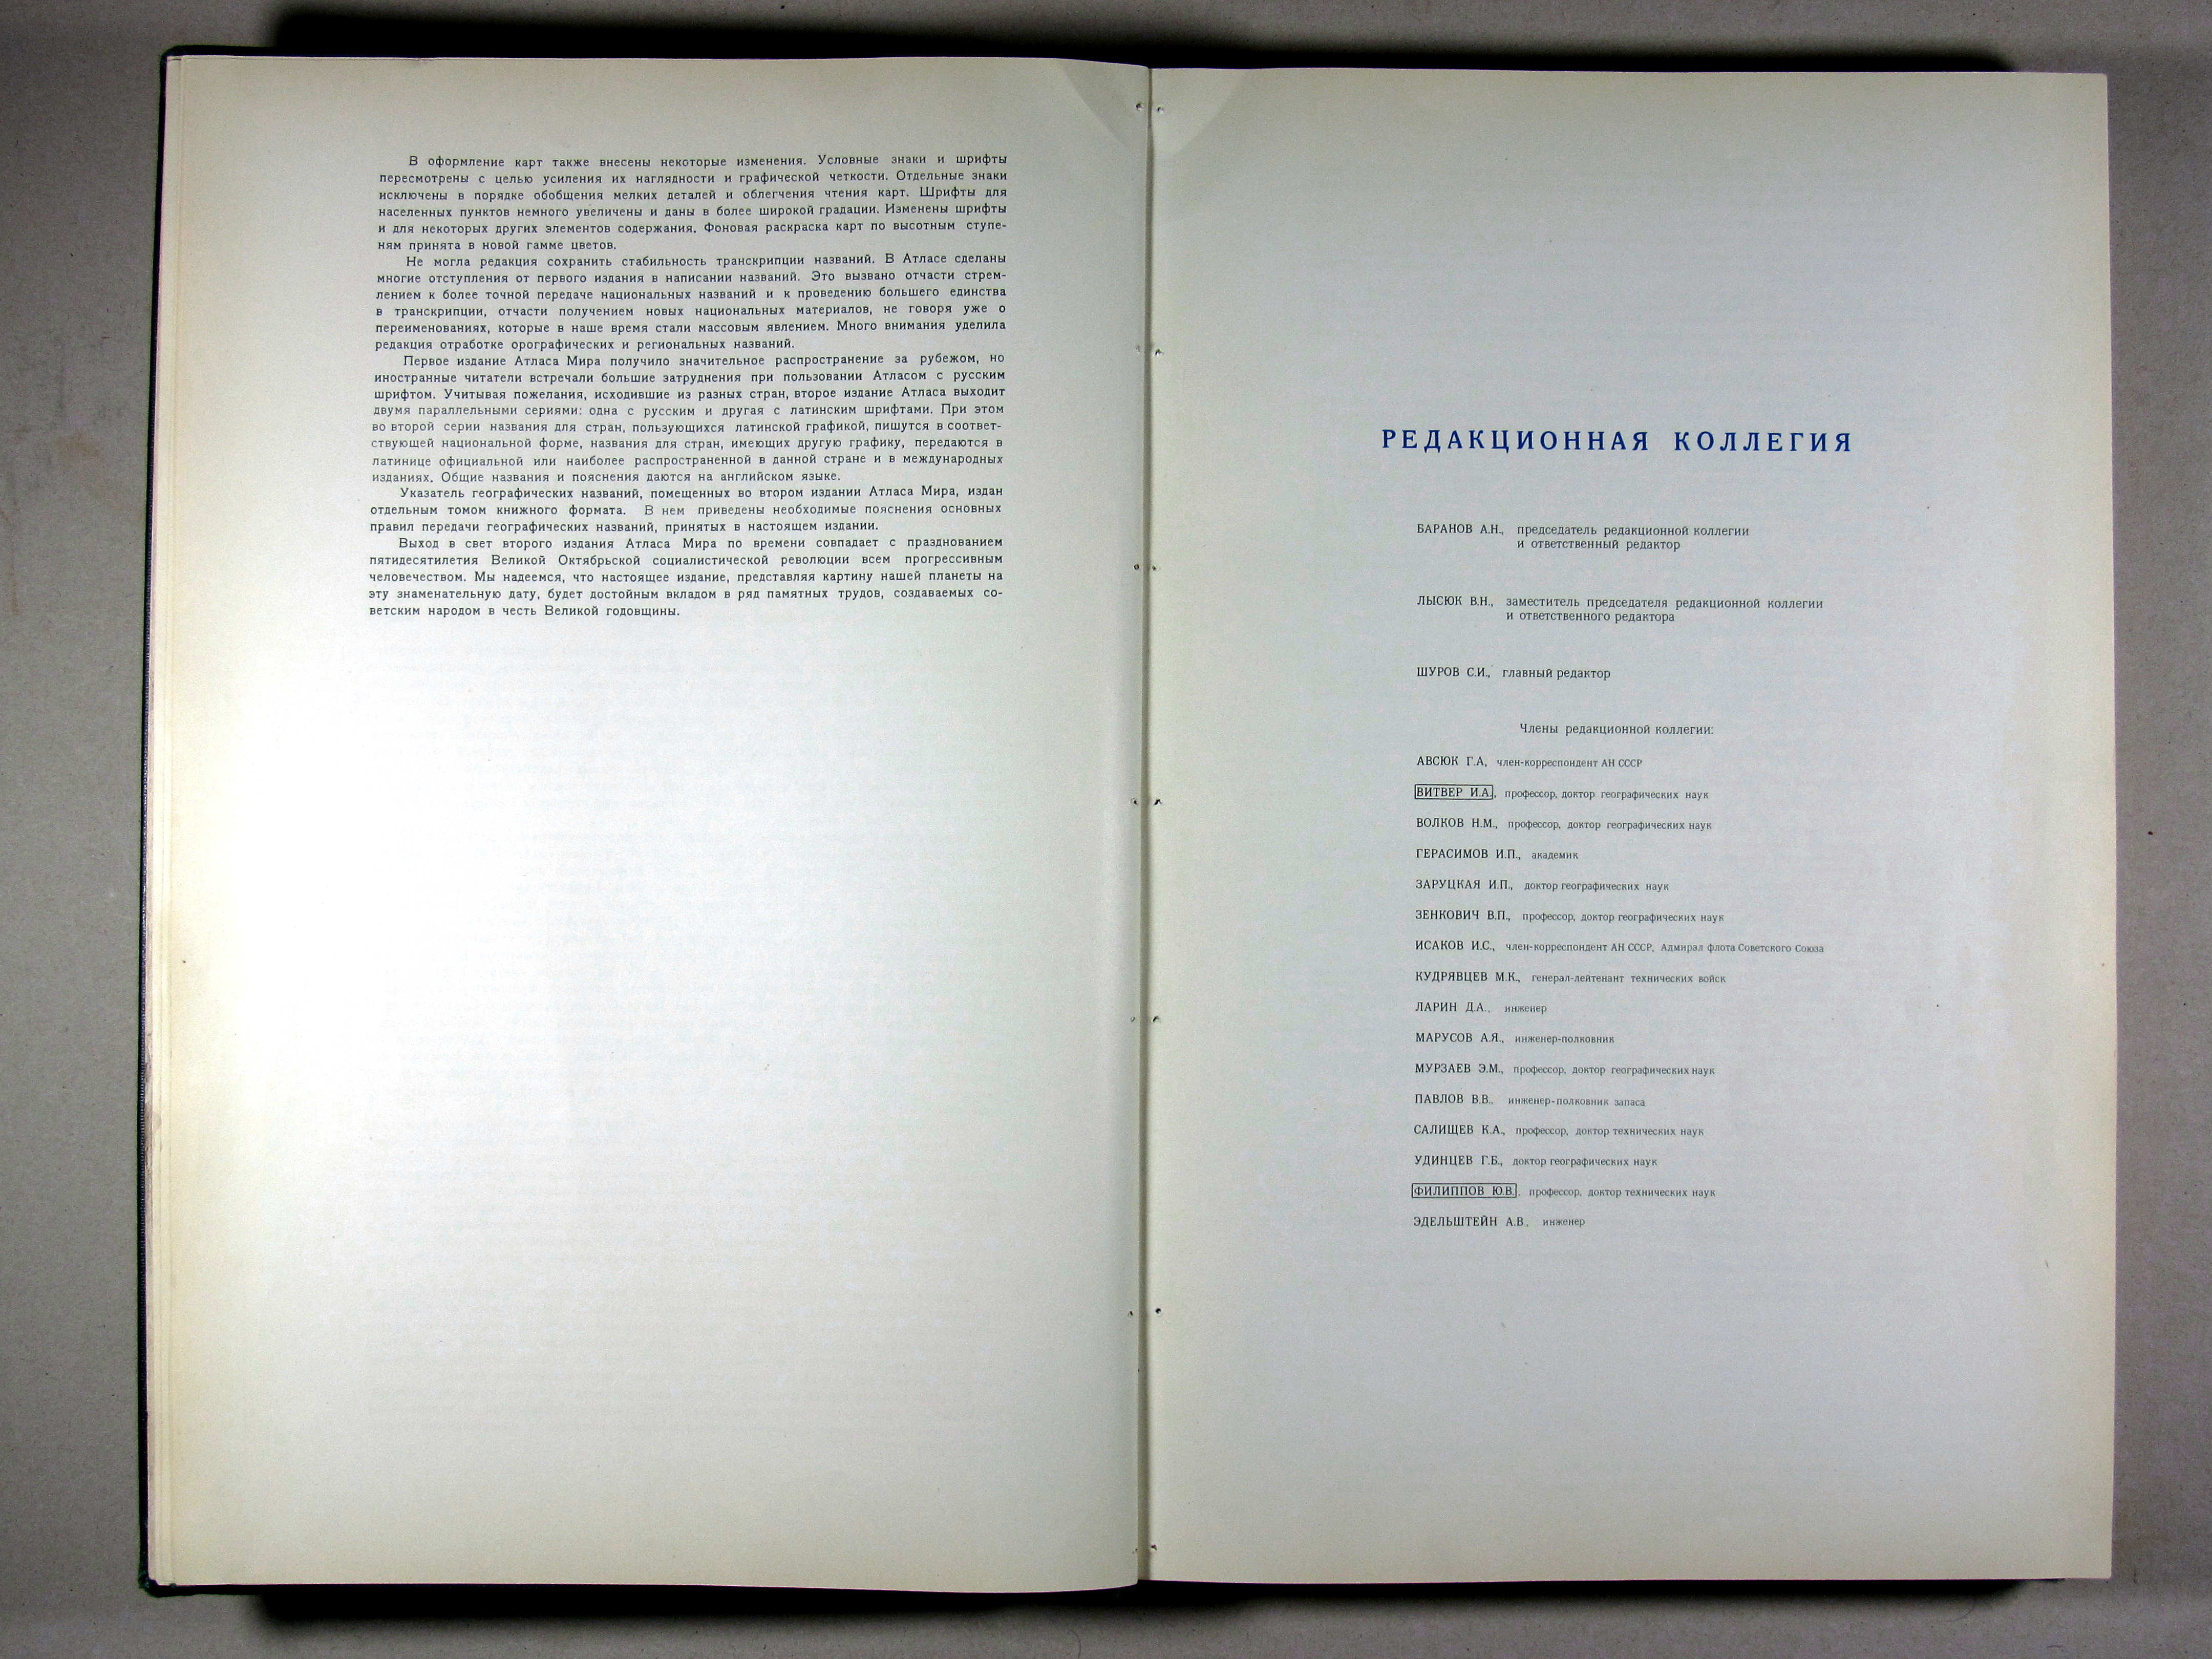 В оформление карт также внесены некоторые изменения. Условные знаки и шрифты
пересмотрены с целью усиления их наглядности и графической четкости. Отдельные знаки
исключены в порядке обобщения мелких деталей и облегчения чтения карт. Шрифты для
населенных пунктов немного увеличены и даны в более широкой градации. Изменены шрифты
и для некоторых других элементов содержания. Фоновая раскраска карт по высотным ступе-
ням принята в новой гамме цветов.
Не могла редакция сохранить стабильность транскрипции названий. В Атласе сделаны
многие отступления от первого издания в написании названий. Это вызвано отчасти стрем-
лением к более точной передаче национальных названий и к проведению большего единства
в транскрипции, отчасти получением новых национальных материалов, не говоря уже о
переименованиях, которые в наше время стали массовым явлением. Много внимания уделила
редакция отработке орографических и региональных названий.
Первое издание Атласа Мира получило значительное распространение за рубежом, но
иностранные читатели встречали большие затруднения при пользовании Атласом с русским
шрифтом. Учитывая пожелания, исходившие из разных стран, второе издание Атласа выходит
двумя параллельными сериями: одна с русским и другая с латинским шрифтами. При этом
во второй серии названия для стран, пользующихся латинской графикой, пишутся в соответ-
ствующей национальной форме, названия для стран, имеющих другую графику, передаются в
латинице официальной или наиболее распространенной в данной стране и в международных
изданиях. Общие названия и пояснения даются на английском языке.
Указатель географических названий, помещенных во втором издании Атласа Мира, издан
отдельным томом книжного формата. В нем приведены необходимые пояснения основных
правил передачи географических названий, принятых в настоящем издании.
Выход в свет второго издания Атласа Мира по времени совпадает с празднованием
пятидесятилетия Великой Октябрьской социалистической революции всем прогрессивным
человечеством. Мы надеемся, что настоящее издание, представляя картину нашей планеты на
эту знаменательную дату, будет достойным вкладом в ряд памятных трудов, создаваемых со-
ветским народом в честь Великой годовщины.
РЕДАКЦИОННАЯ КОЛЛЕГИЯ
БАРАНОВ А.Н., председатель редакционной коллегии
и ответственный редактор
ЛЫСЮК В.Н., заместитель председателя редакционной коллегии
и ответственного редактора
ШУРОВ С.И., главный редактор
Члены редакционной коллегии:
АВСЮК Г.А, член-корреспондент АН СССР
ВИТВЕР И.А., профессор, доктор географических наук
ВОЛКОВ Н.М., профессор, доктор географических наук
ГЕРАСИМОВ И.П., академик
ЗАРУЦКАЯ И.П., доктор географических наук
ЗЕНКОВИЧ В.П., профессор, доктор географических наук
ИСАКОВ И.С., член-корреспондент АН СССР, Адмирал флота Советского Союза
КУДРЯВЦЕВ М.К., генерал-лейтенант технических войск
ЛАРИН Д.А., инженер
МАРУСОВ А.Я., инженер-полковник
МУРЗАЕВ Э.М., профессор, доктор географических наук
ПАВЛОВ В.В., инженер-полковник запаса
САЛИЩЕВ К.А., профессор, доктор технических наук
УДИНЦЕВ Г.Б., доктор географических наук
ФИЛИППОВ Ю.В., профессор, доктор технических наук
ЭДЕЛЬШТЕЙН А.В., инженер